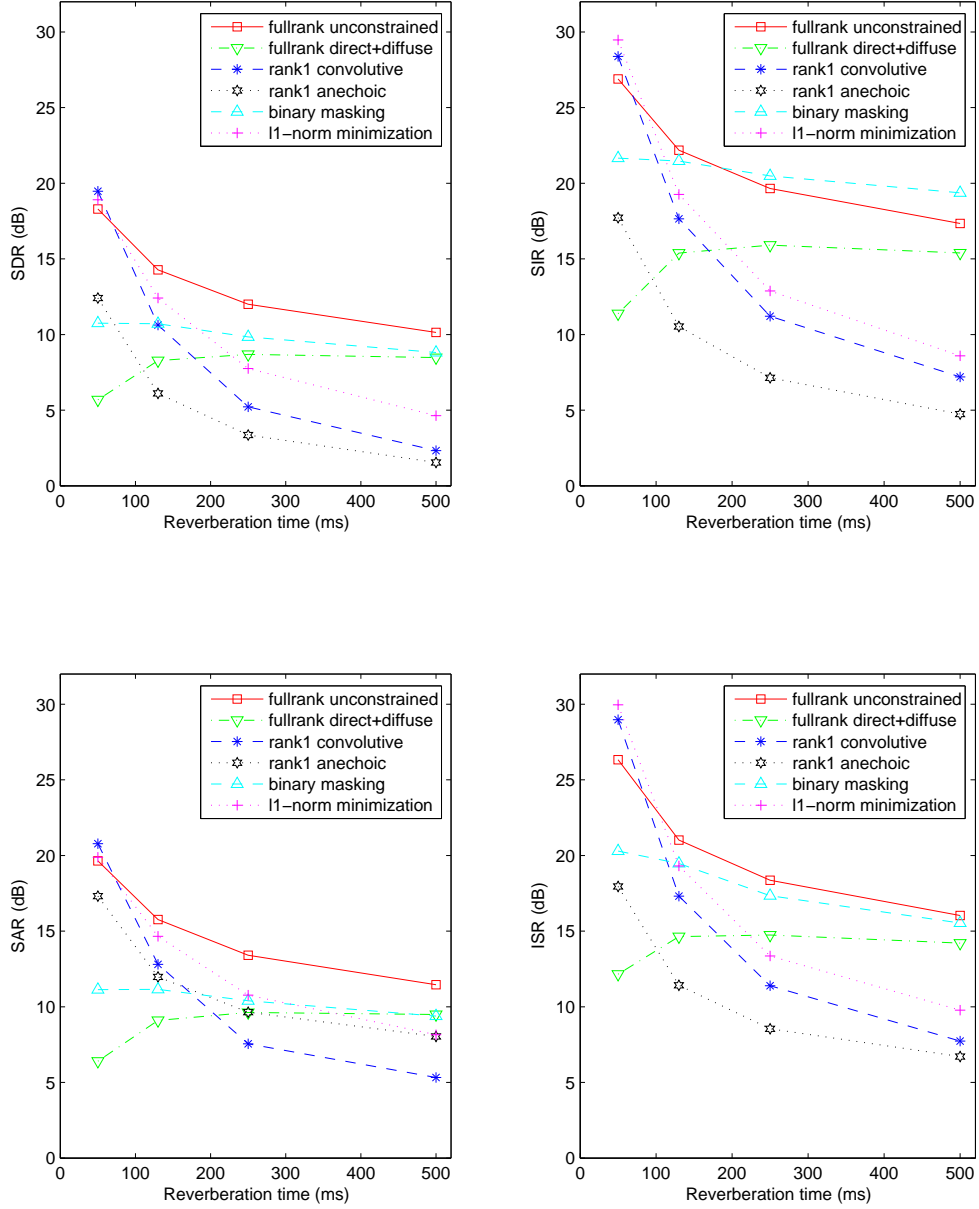 30
25
20
15
10
5
0
SDR (dB)
0 100 200 300 400 500
Reverberation time (ms)
fullrank unconstrained
fullrank direct+diffuse
rank1 convolutive
rank1 anechoic
binary masking
l1−norm minimization
30
25
20
15
10
5
0
SIR (dB)
0 100 200 300 400 500
Reverberation time (ms)
fullrank unconstrained
fullrank direct+diffuse
rank1 convolutive
rank1 anechoic
binary masking
l1−norm minimization
30
25
20
15
10
5
0
SAR (dB)
0 100 200 300 400 500
Reverberation time (ms)
fullrank unconstrained
fullrank direct+diffuse
rank1 convolutive
rank1 anechoic
binary masking
l1−norm minimization
30
25
20
15
10
5
0
ISR (dB)
0 100 200 300 400 500
Reverberation time (ms)
fullrank unconstrained
fullrank direct+diffuse
rank1 convolutive
rank1 anechoic
binary masking
l1−norm minimization